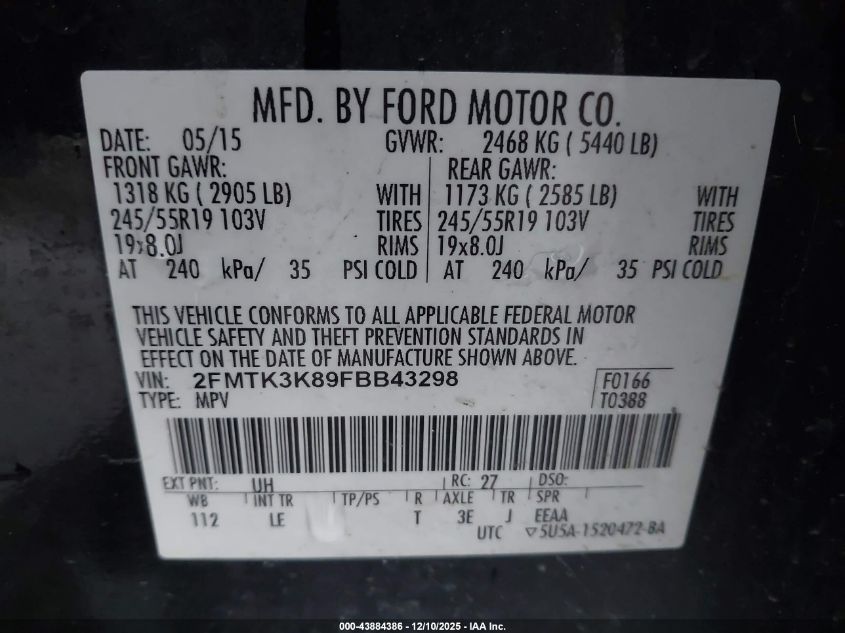 MFD. BY FORD MOTOR CO.
DATE: 05/15 GVWR: 2468 KG ( 5440 LB)
FRONT GAWR: REAR GAWR:
1318 KG ( 2905 LB) WITH 1173 KG ( 2585 LB) WITH
245/55R19 103V TIRES 245/55R19 103V TIRES
19x8.0J RIMS 19x8.0J RIMS
AT 240 kPa/ 35 PSI COLD AT 240 kPa/ 35 PSI COLD
THIS VEHICLE CONFORMS TO ALL APPLICABLE FEDERAL MOTOR
VEHICLE SAFETY AND THEFT PREVENTION STANDARDS IN
EFFECT ON THE DATE OF MANUFACTURE SHOWN ABOVE.
VIN: 2FMTK3K89FBB43298 F0166
TYPE: MPV T0388
EXT PNT: UH RC: 27 DSO:
WB INT TR TP/PS R AXLE TR SPR
112 LE T 3E J EEAA
UTC ▽5U5A-1520472-BA
000-43884386 - 12/10/2025 - IAA Inc.